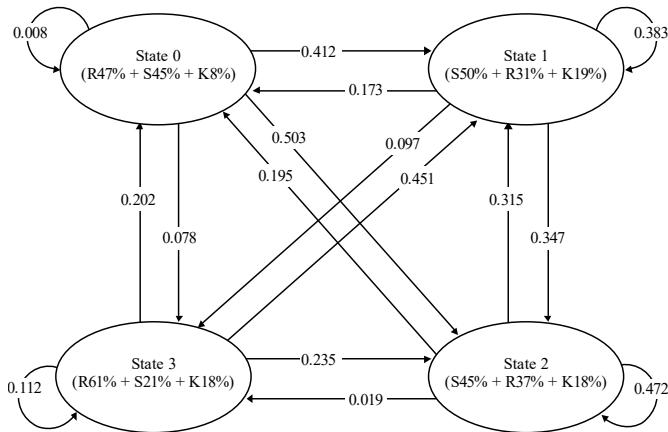 0.008
State 0
(R47% + S45% + K8%)
0.412
State 1
(S50% + R31% + K19%)
0.383
0.173
0.503
0.097
0.195
0.451
0.202
0.315
0.078
0.347
State 3
(R61% + S21% + K18%)
0.112
0.235
State 2
(S45% + R37% + K18%)
0.472
0.019